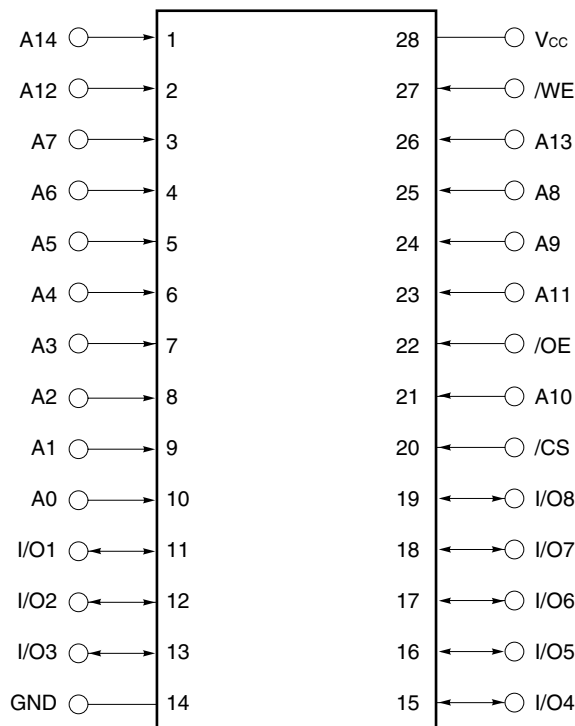 A14 1 28 Vcc
A12 2 27 /WE
A7 3 26 A13
A6 4 25 A8
A5 5 24 A9
A4 6 23 A11
A3 7 22 /OE
A2 8 21 A10
A1 9 20 /CS
A0 10 19 I/O8
I/O1 11 18 I/O7
I/O2 12 17 I/O6
I/O3 13 16 I/O5
GND 14 15 I/O4